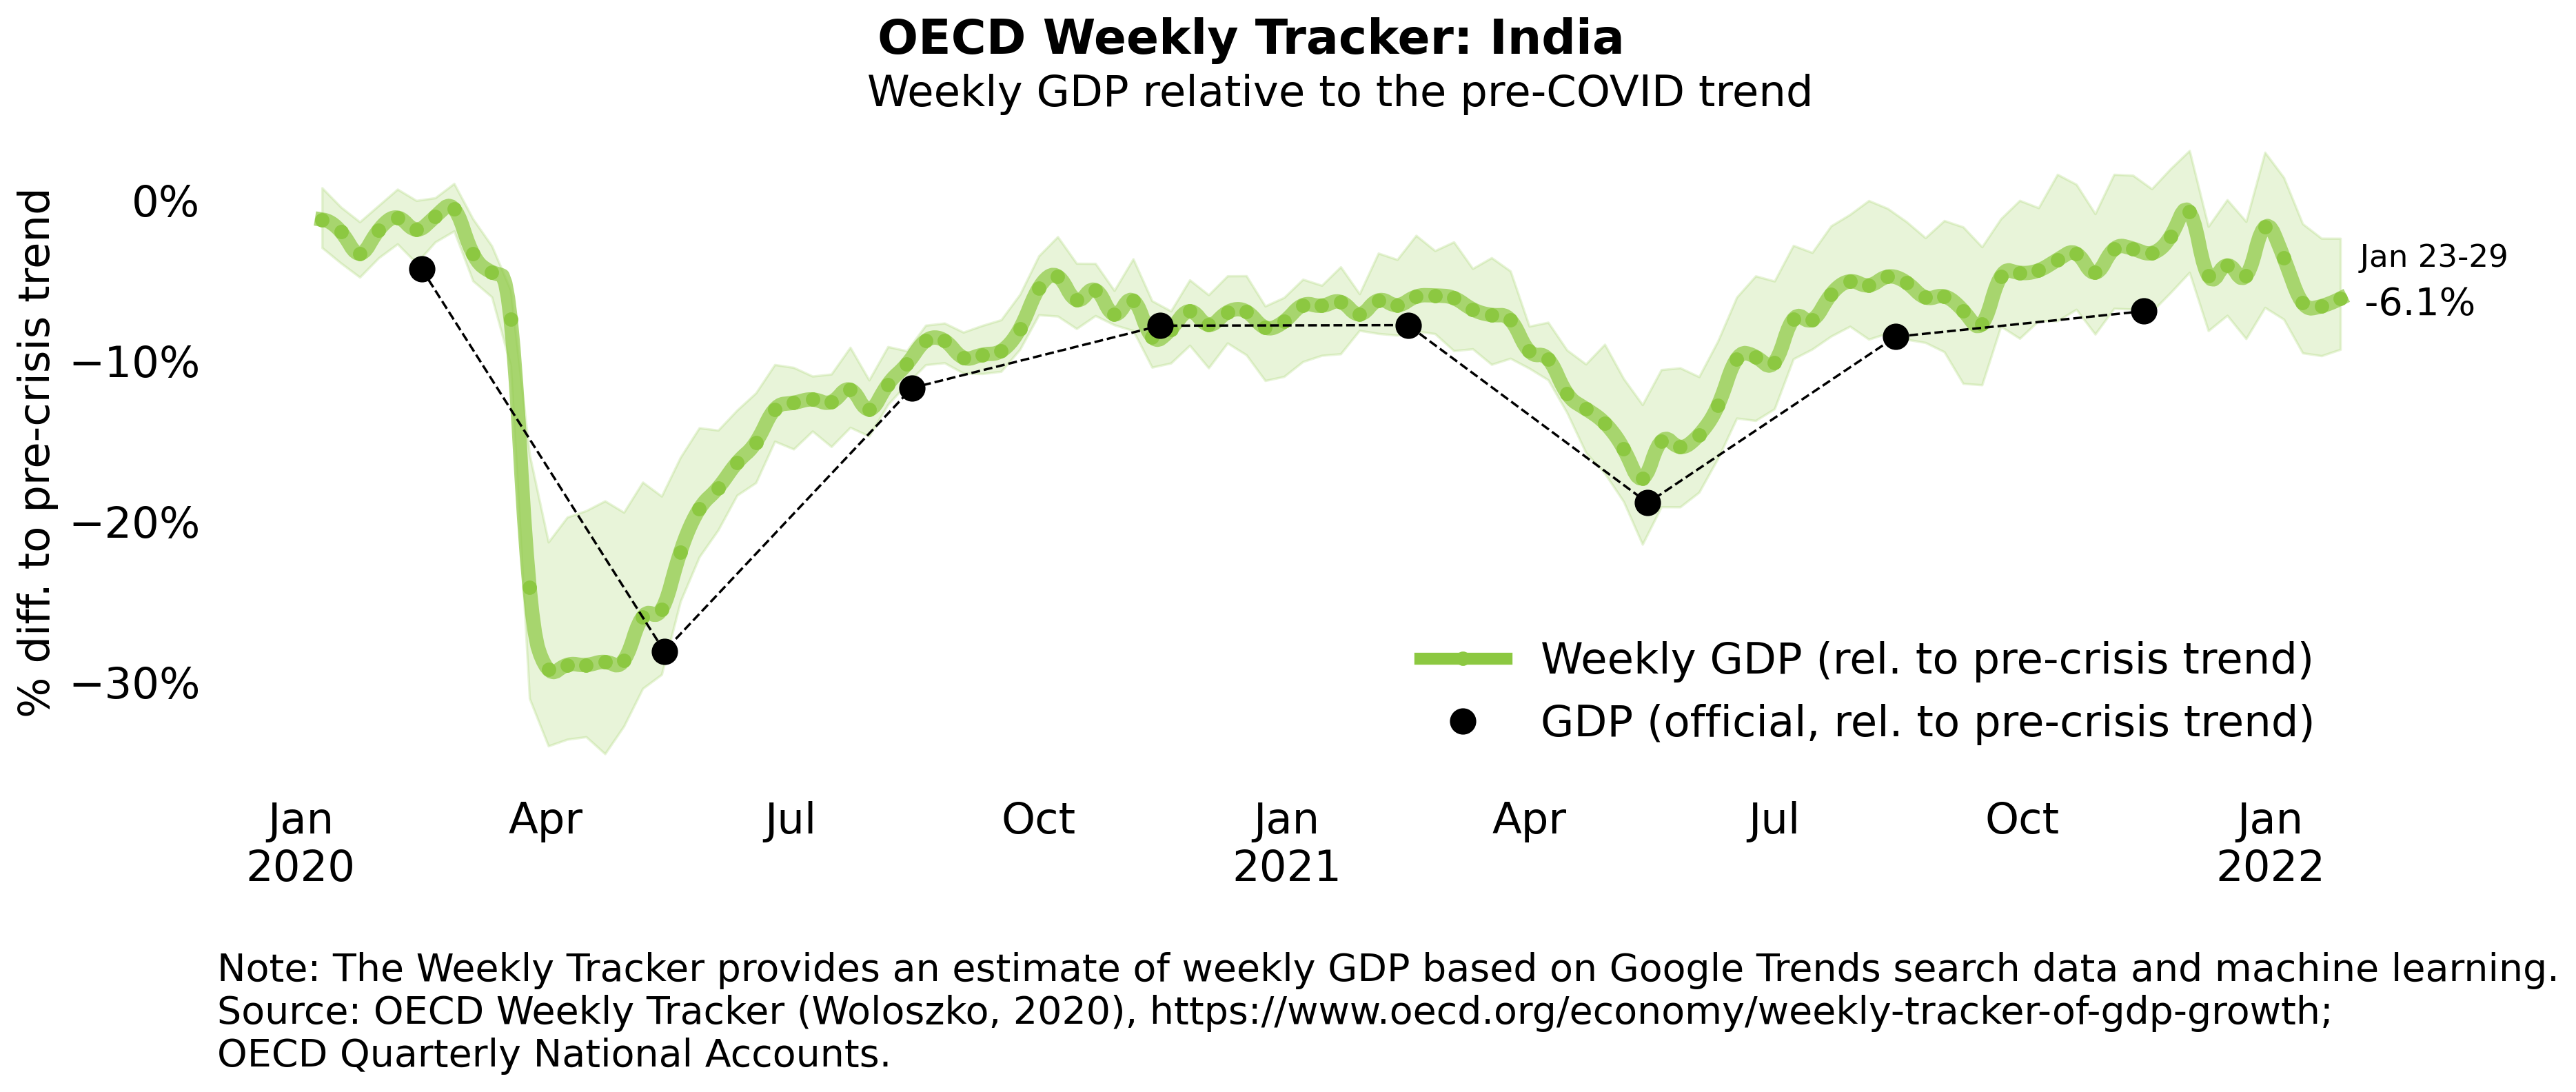 OECD Weekly Tracker: India
Weekly GDP relative to the pre-COVID trend
% diff. to pre-crisis trend
0%
−10%
−20%
−30%
Jan 23-29
-6.1%
Weekly GDP (rel. to pre-crisis trend)
GDP (official, rel. to pre-crisis trend)
Jan Apr Jul Oct Jan Apr Jul Oct Jan
2020 2021 2022
Note: The Weekly Tracker provides an estimate of weekly GDP based on Google Trends search data and machine learning.
Source: OECD Weekly Tracker (Woloszko, 2020), https://www.oecd.org/economy/weekly-tracker-of-gdp-growth;
OECD Quarterly National Accounts.